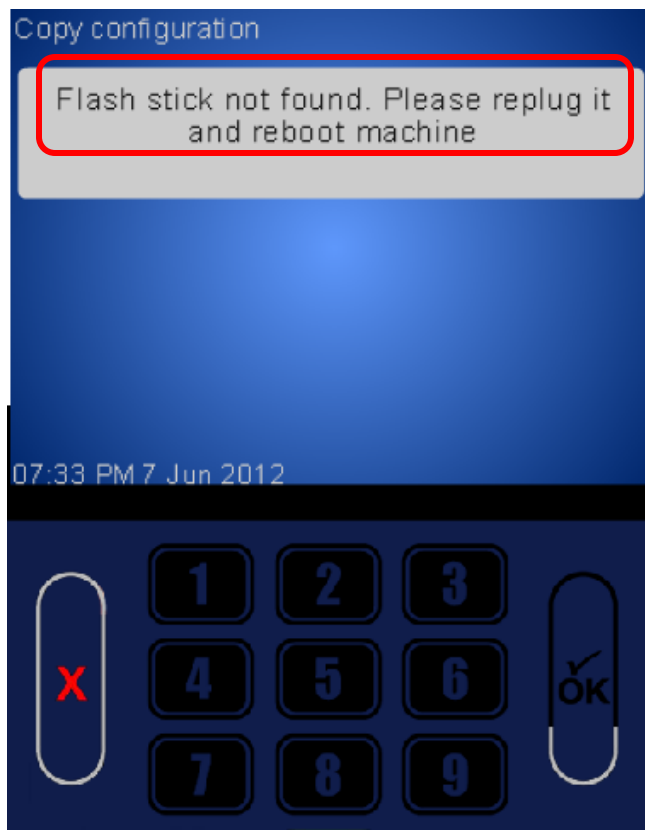 Copy configuration
Flash stick not found. Please replug it
and reboot machine
07:33 PM 7 Jun 2012
1 2 3
X 4 5 6 OK
7 8 9